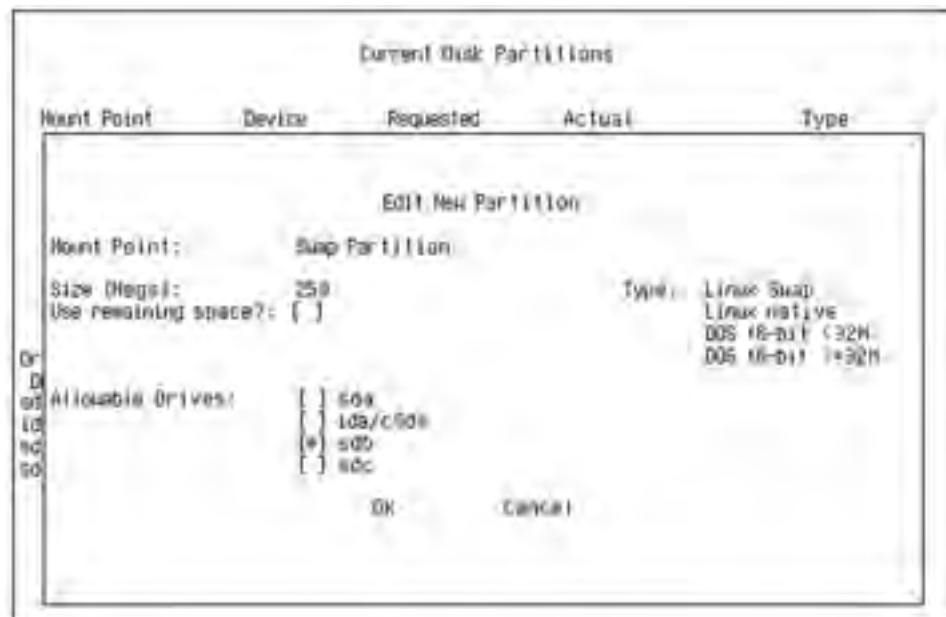 Current Disk Partitions
Mount Point Device Requested Actual Type
Edit New Partition
Mount Point: Swap Partition
Size (Megs): 250 Type: Linux Swap
Use remaining space?: [ ] Linux native
DOS 16-bit <32M
DOS 16-bit >=32M
Allowable Drives: [ ] sda
[ ] ida/c0d0
[*] sdb
[ ] sdc
Ok Cancel